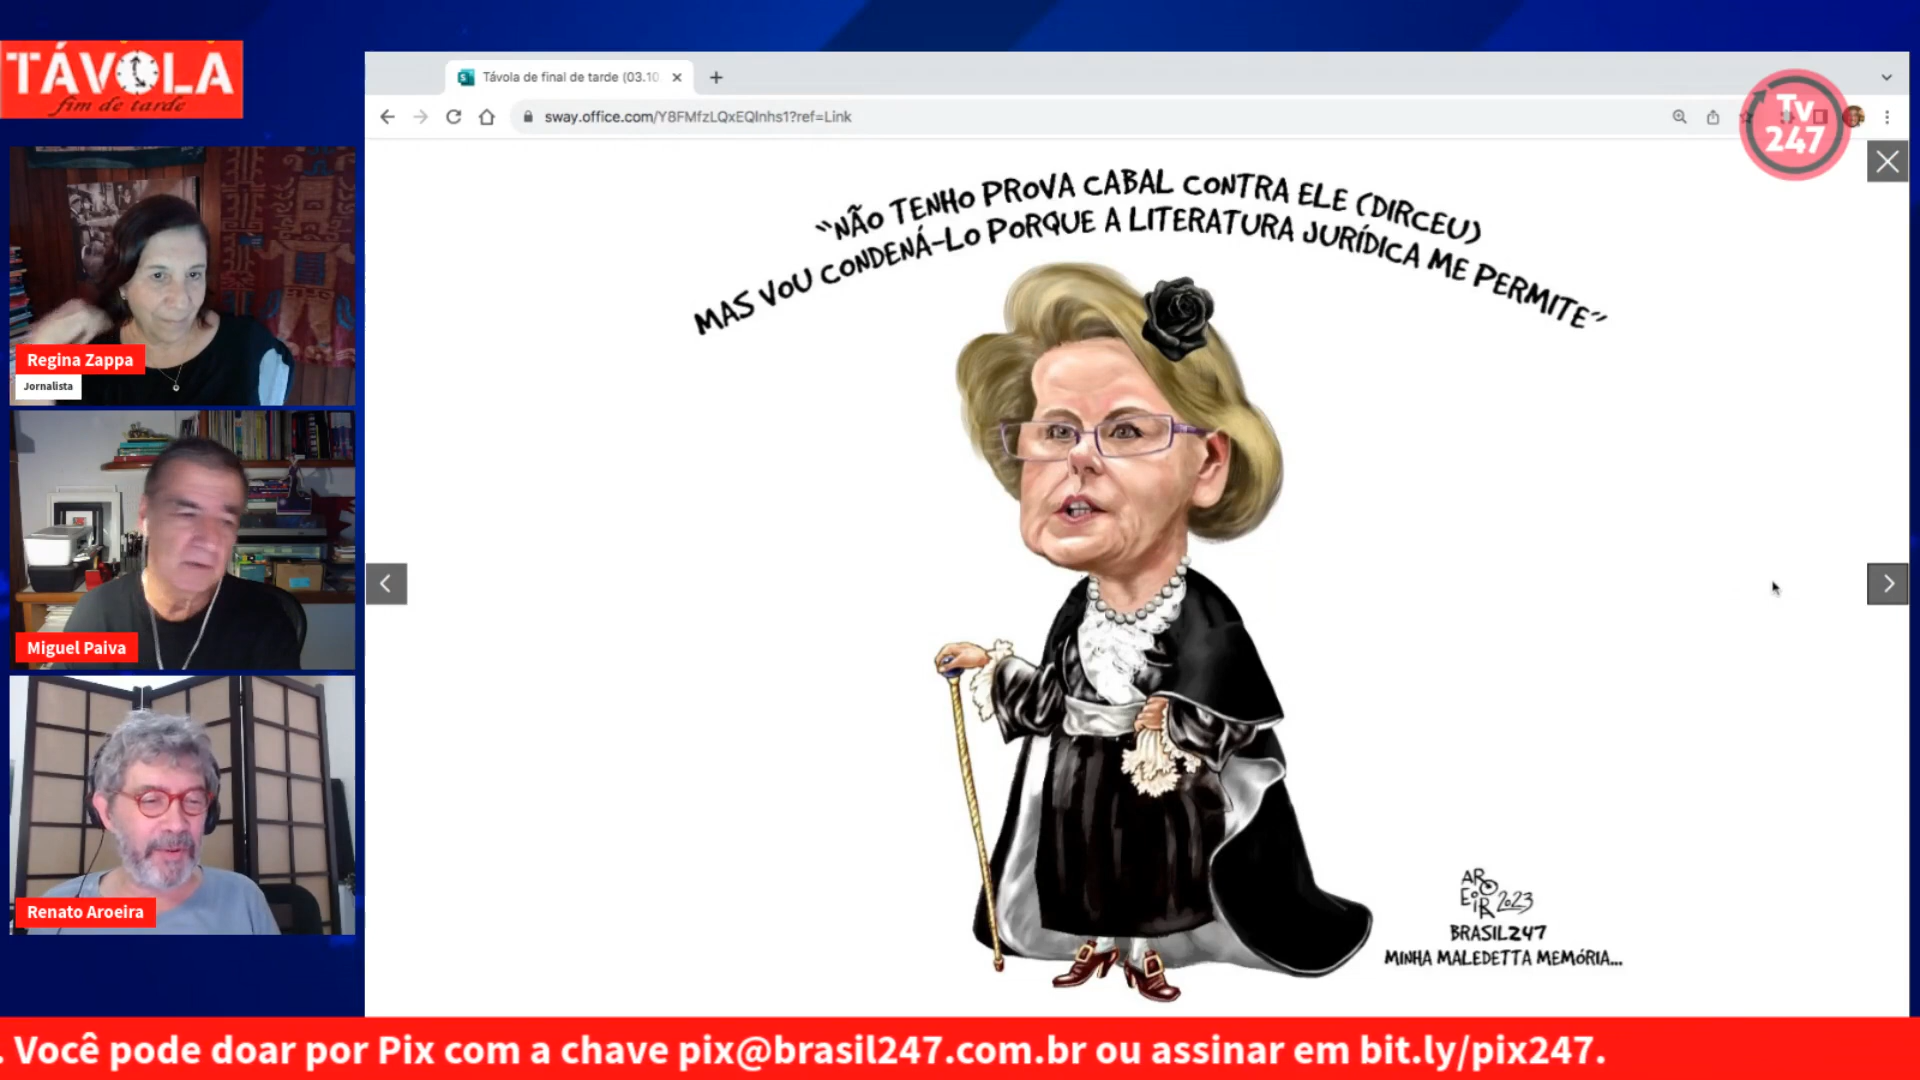 TÁVOLA
fim de tarde
Távola de final de tarde (03.10
sway.office.com/Y8FMfzLQxEQInhs1?ref=Link
Tv
247
"NÃO TENHO PROVA CABAL CONTRA ELE (DIRCEU)
MAS VOU CONDENÁ-LO PORQUE A LITERATURA JURÍDICA ME PERMITE"
Regina Zappa
Jornalista
Miguel Paiva
Renato Aroeira
AROEIR 2023
BRASIL247
MINHA MALEDETTA MEMÓRIA...
. Você pode doar por Pix com a chave pix@brasil247.com.br ou assinar em bit.ly/pix247.